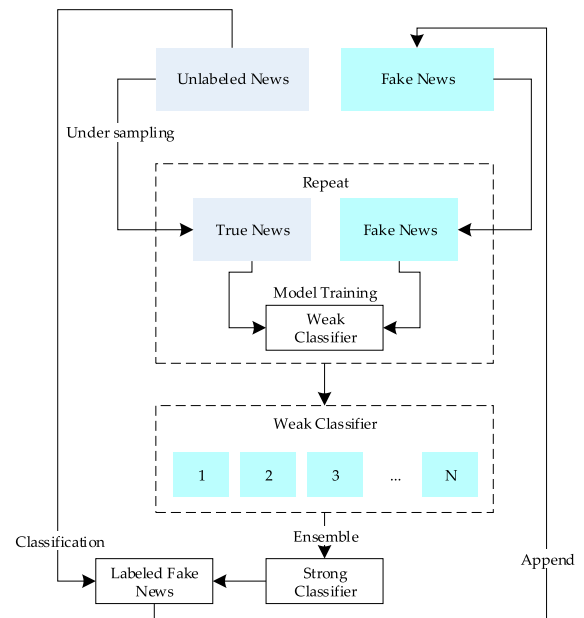 Unlabeled News
Fake News
Under sampling
Repeat
True News
Fake News
Model Training
Weak
Classifier
Weak Classifier
1 2 3 ... N
Ensemble
Classification
Labeled Fake
News
Strong
Classifier
Append